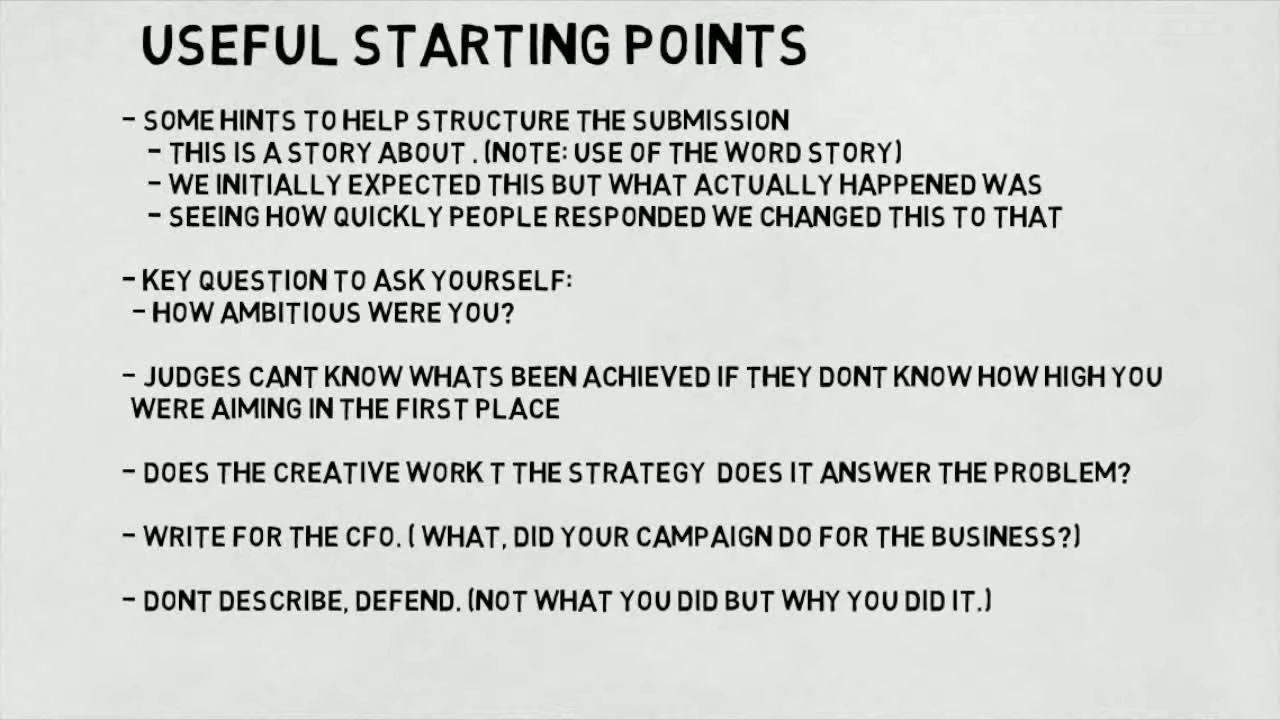 USEFUL STARTING POINTS
- SOME HINTS TO HELP STRUCTURE THE SUBMISSION
- THIS IS A STORY ABOUT . (NOTE: USE OF THE WORD STORY)
- WE INITIALLY EXPECTED THIS BUT WHAT ACTUALLY HAPPENED WAS
- SEEING HOW QUICKLY PEOPLE RESPONDED WE CHANGED THIS TO THAT
- KEY QUESTION TO ASK YOURSELF:
- HOW AMBITIOUS WERE YOU?
- JUDGES CANT KNOW WHATS BEEN ACHIEVED IF THEY DONT KNOW HOW HIGH YOU
WERE AIMING IN THE FIRST PLACE
- DOES THE CREATIVE WORK T THE STRATEGY DOES IT ANSWER THE PROBLEM?
- WRITE FOR THE CFO. ( WHAT, DID YOUR CAMPAIGN DO FOR THE BUSINESS?)
- DONT DESCRIBE, DEFEND. (NOT WHAT YOU DID BUT WHY YOU DID IT.)